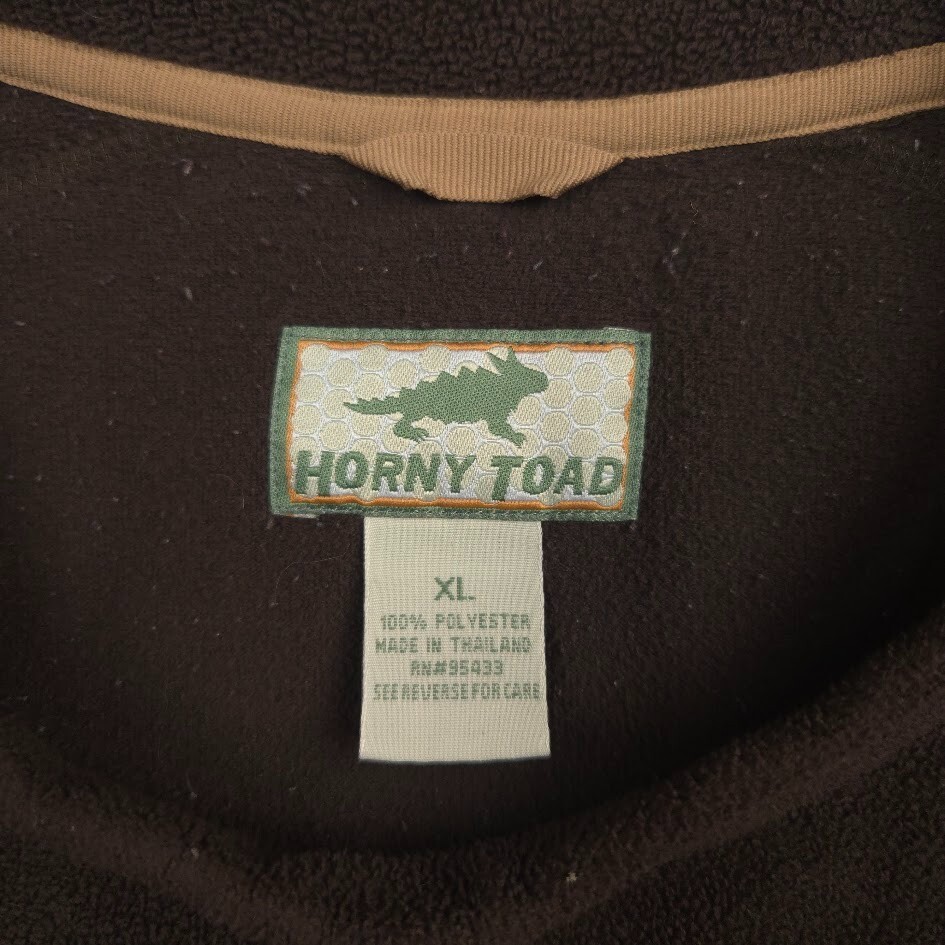 HORNY TOAD
XL
100% POLYESTER
MADE IN THAILAND
RN#95433
SEE REVERSE FOR CARE